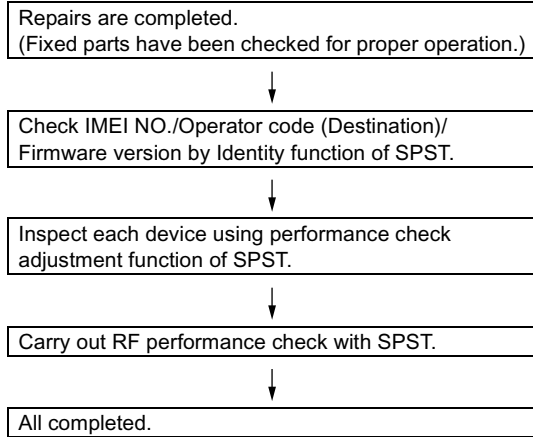 Repairs are completed.
(Fixed parts have been checked for proper operation.)
Check IMEI NO./Operator code (Destination)/
Firmware version by Identity function of SPST.
Inspect each device using performance check
adjustment function of SPST.
Carry out RF performance check with SPST.
All completed.